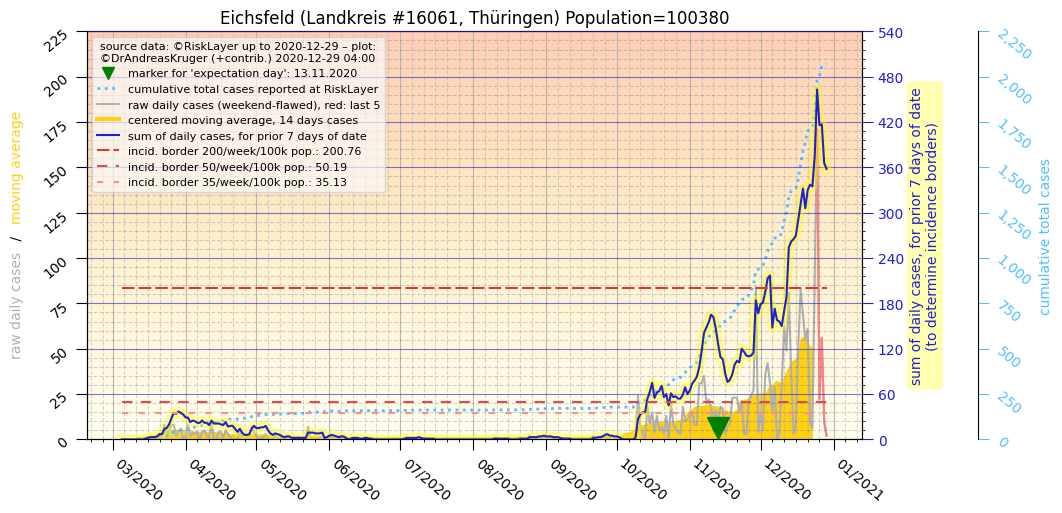 Eichsfeld (Landkreis #16061, Thüringen) Population=100380
source data: ©RiskLayer up to 2020-12-29 – plot:
©DrAndreasKruger (+contrib.) 2020-12-29 04:00
marker for 'expectation day': 13.11.2020
cumulative total cases reported at RiskLayer
raw daily cases (weekend-flawed), red: last 5
centered moving average, 14 days cases
sum of daily cases, for prior 7 days of date
incid. border 200/week/100k pop.: 200.76
incid. border 50/week/100k pop.: 50.19
incid. border 35/week/100k pop.: 35.13
raw daily cases / moving average
225
200
175
150
125
100
75
50
25
0
03/2020
04/2020
05/2020
06/2020
07/2020
08/2020
09/2020
10/2020
11/2020
12/2020
01/2021
540
480
420
360
300
240
180
120
60
0
sum of daily cases, for prior 7 days of date
(to determine incidence borders)
2,250
2,000
1,750
1,500
1,250
1,000
750
500
250
0
cumulative total cases